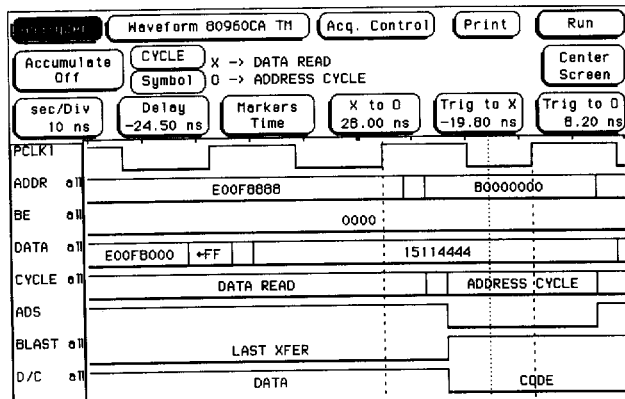 Waveform 80960CA TM Acq. Control Print Run
Accumulate Off CYCLE X -> DATA READ Center Screen
Symbol O -> ADDRESS CYCLE
sec/Div 10 ns Delay -24.50 ns Markers Time X to O 28.00 ns Trig to X -19.80 ns Trig to O 8.20 ns
PCLK1
ADDR all E00F8888 B0000000
BE all 0000
DATA all E00FB000 ←FF 15114444
CYCLE all DATA READ ADDRESS CYCLE
ADS
BLAST all LAST XFER
D/C all DATA CODE